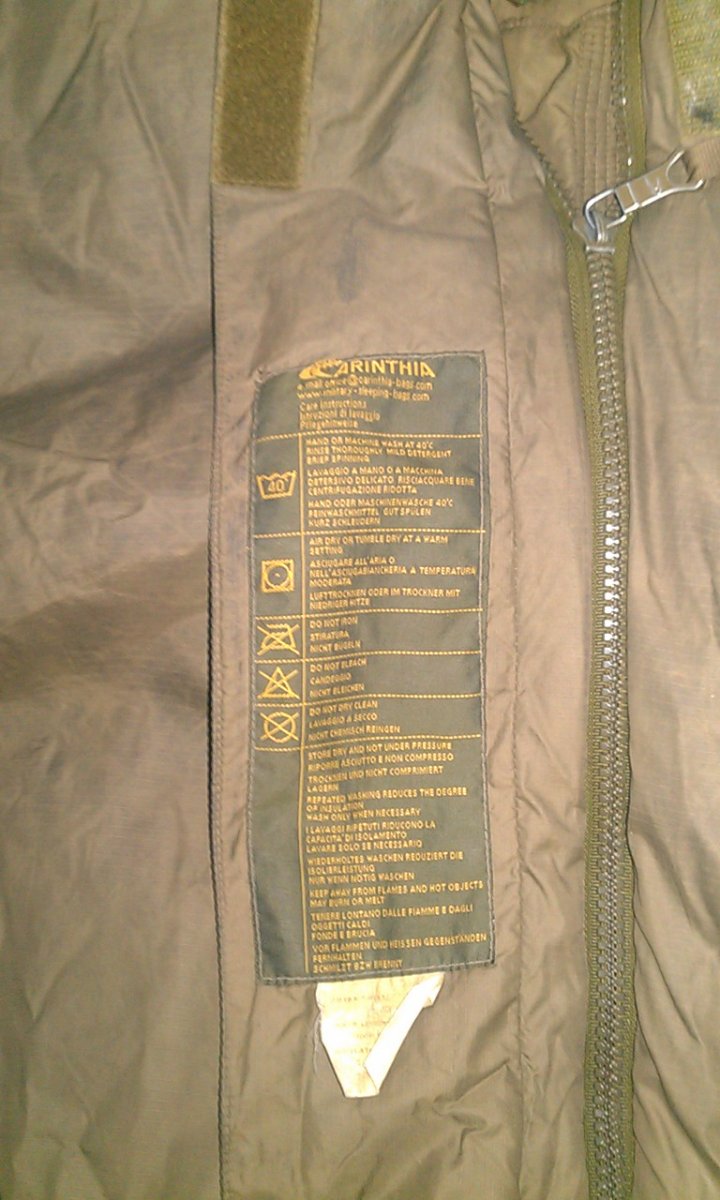 CARINTHIA
e.mail office@carinthia-bags.com
www.military-sleeping-bags.com
Care instructions
Istruzioni di lavaggio
Pflegehinweise
HAND OR MACHINE WASH AT 40°C
RINSE THOROUGHLY MILD DETERGENT
BRIEF SPINNING
40
LAVAGGIO A MANO O A MACCHINA
DETERSIVO DELICATO RISCIACQUARE BENE
CENTRIFUGAZIONE RIDOTTA
HAND ODER MASCHINENWÄSCHE 40°C
FEINWASCHMITTEL GUT SPÜLEN
KURZ SCHLEUDERN
AIR DRY OR TUMBLE DRY AT A WARM
SETTING
ASCIUGARE ALL'ARIA O
NELL'ASCIUGABIANCHERIA A TEMPERATURA
MODERATA
LUFTTROCKNEN ODER IM TROCKNER MIT
NIEDRIGER HITZE
DO NOT IRON
STIRATURA
NICHT BÜGELN
DO NOT BLEACH
CANDEGGIO
NICHT BLEICHEN
DO NOT DRY CLEAN
LAVAGGIO A SECCO
NICHT CHEMISCH REINIGEN
STORE DRY AND NOT UNDER PRESSURE
RIPORRE ASCIUTTO E NON COMPRESSO
TROCKNEN UND NICHT COMPRIMIERT
LAGERN
REPEATED WASHING REDUCES THE DEGREE
OF INSULATION
WASH ONLY WHEN NECESSARY
I LAVAGGI RIPETUTI RIDUCONO LA
CAPACITA' DI ISOLAMENTO
LAVARE SOLO SE NECESSARIO
WIEDERHOLTES WASCHEN REDUZIERT DIE
ISOLIERLEISTUNG
NUR WENN NÖTIG WASCHEN
KEEP AWAY FROM FLAMES AND HOT OBJECTS
MAY BURN OR MELT
TENERE LONTANO DALLE FIAMME E DAGLI
OGGETTI CALDI
FONDE E BRUCIA
VOR FLAMMEN UND HEISSEN GEGENSTÄNDEN
FERNHALTEN
SCHMILZT BZW BRENNT